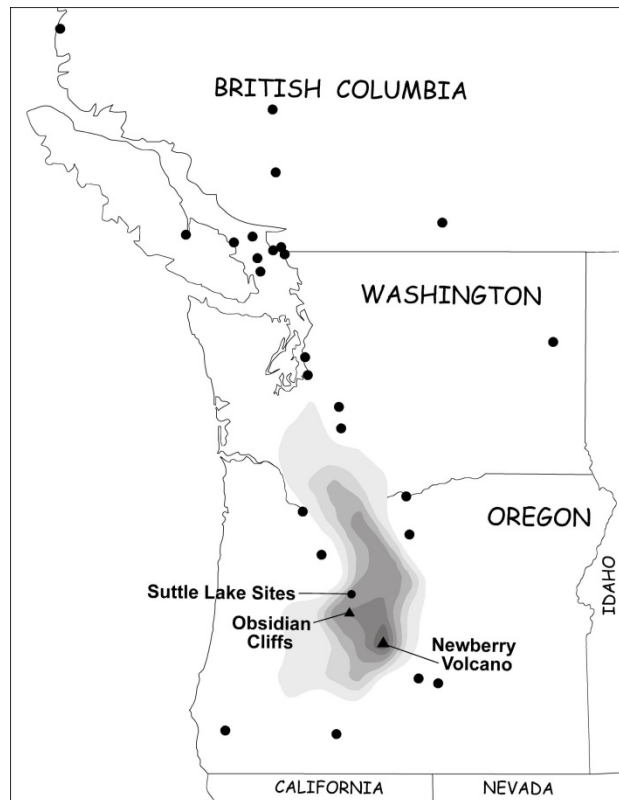 BRITISH COLUMBIA
WASHINGTON
OREGON
IDAHO
Suttle Lake Sites
Obsidian
Cliffs
Newberry
Volcano
CALIFORNIA
NEVADA